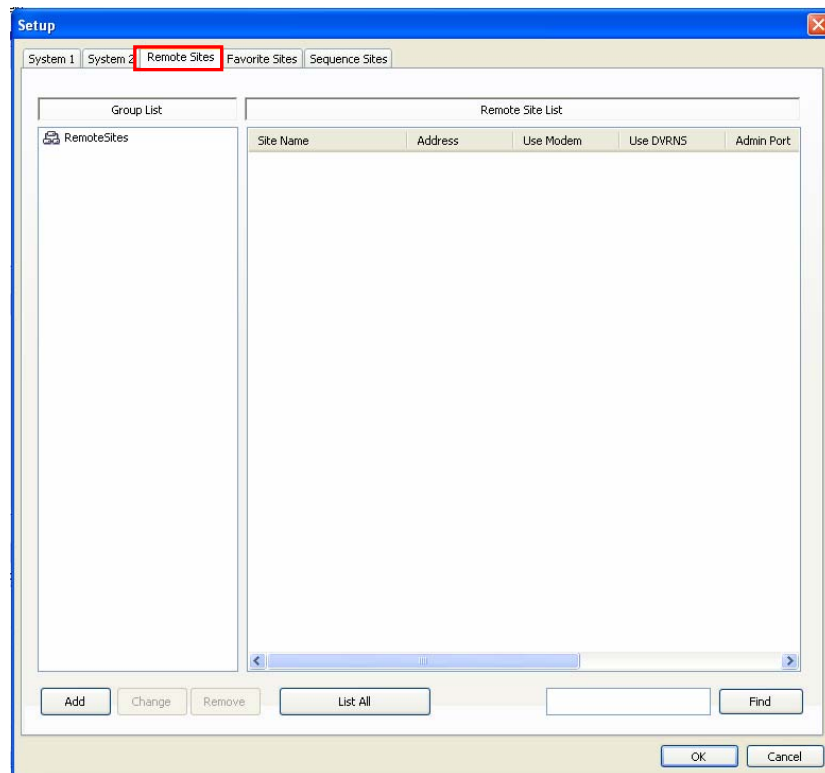 Setup
System 1 System 2 Remote Sites Favorite Sites Sequence Sites
Group List Remote Site List
RemoteSites Site Name Address Use Modem Use DVRNS Admin Port
Add Change Remove List All Find
OK Cancel